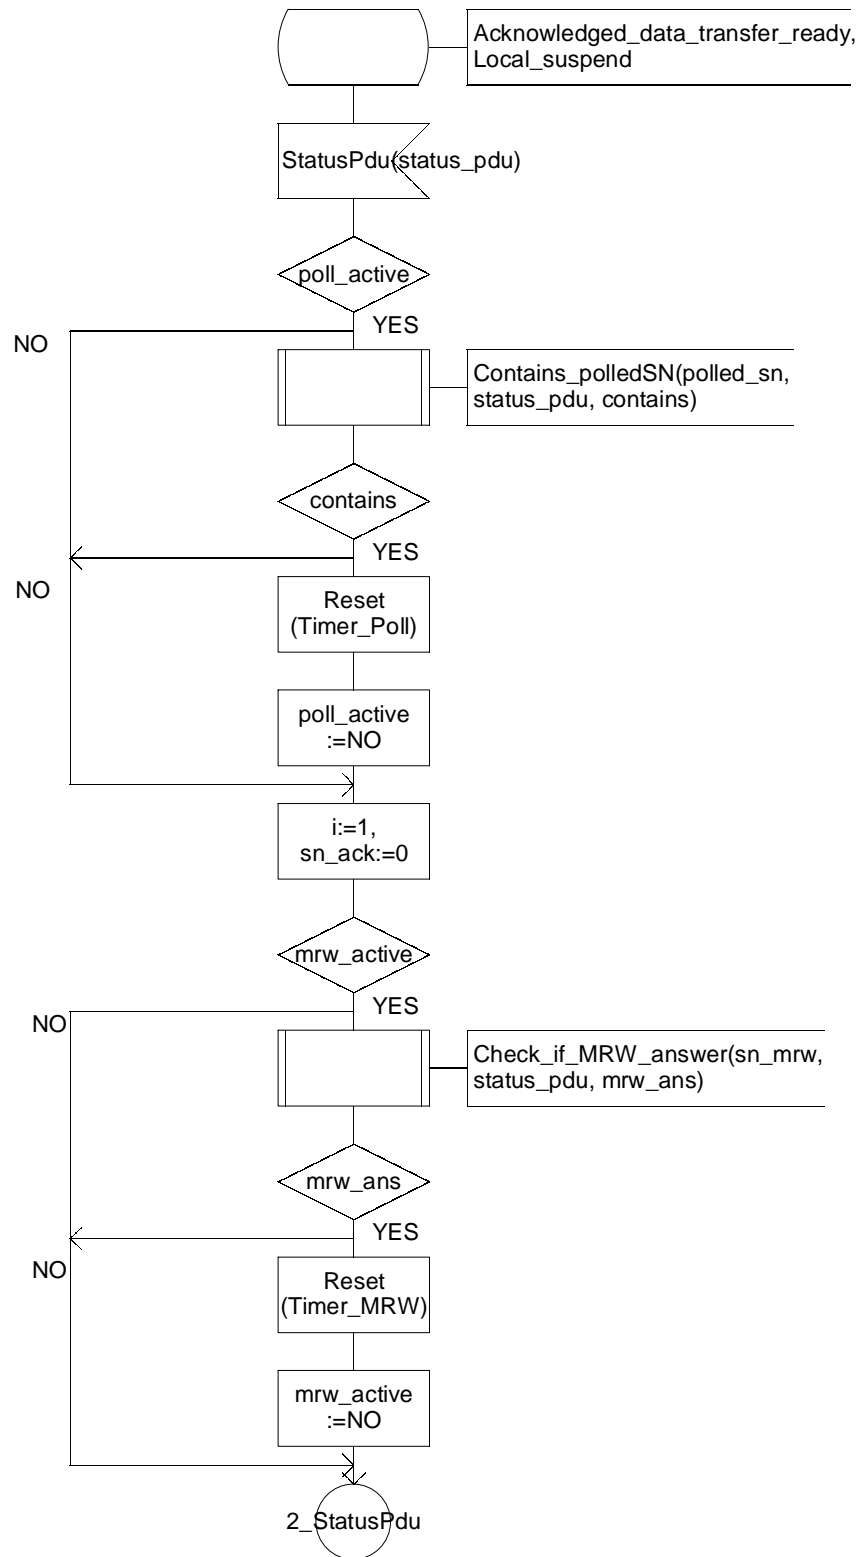 Acknowledged_data_transfer_ready,
Local_suspend
StatusPdu(status_pdu)
poll_active
YES
NO
Contains_polledSN(polled_sn,
status_pdu, contains)
contains
YES
NO
Reset
(Timer_Poll)
poll_active
:=NO
i:=1,
sn_ack:=0
mrw_active
YES
NO
Check_if_MRW_answer(sn_mrw,
status_pdu, mrw_ans)
mrw_ans
YES
NO
Reset
(Timer_MRW)
mrw_active
:=NO
2_StatusPdu